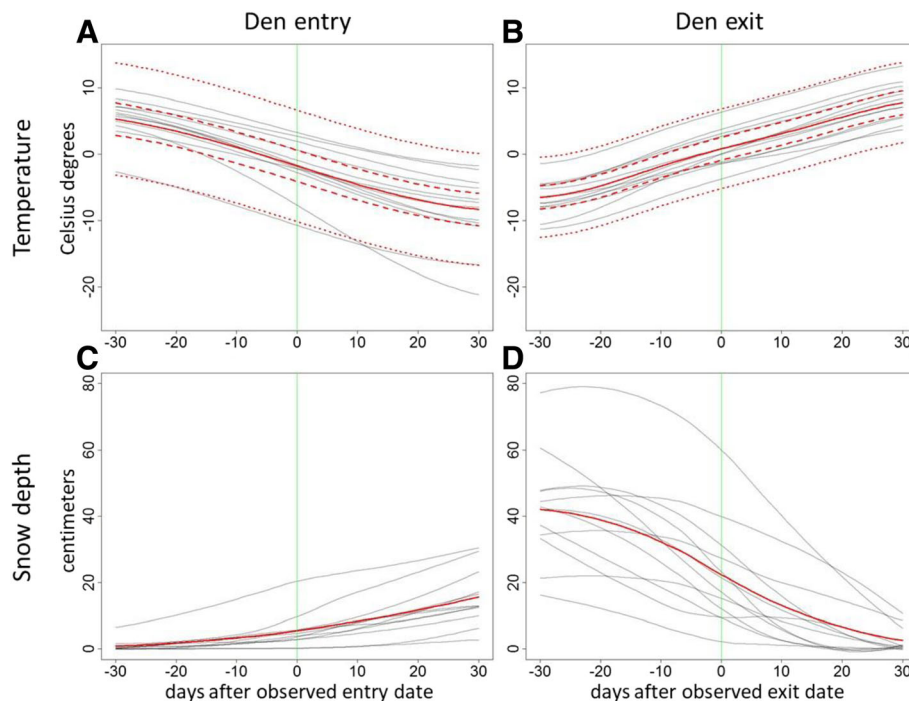 Den entry
Den exit
A
B
Temperature
Celsius degrees
10
0
-10
-20
-30 -20 -10 0 10 20 30
10
0
-10
-20
-30 -20 -10 0 10 20 30
C
D
Snow depth
centimeters
80
60
40
20
0
-30 -20 -10 0 10 20 30
days after observed entry date
80
60
40
20
0
-30 -20 -10 0 10 20 30
days after observed exit date